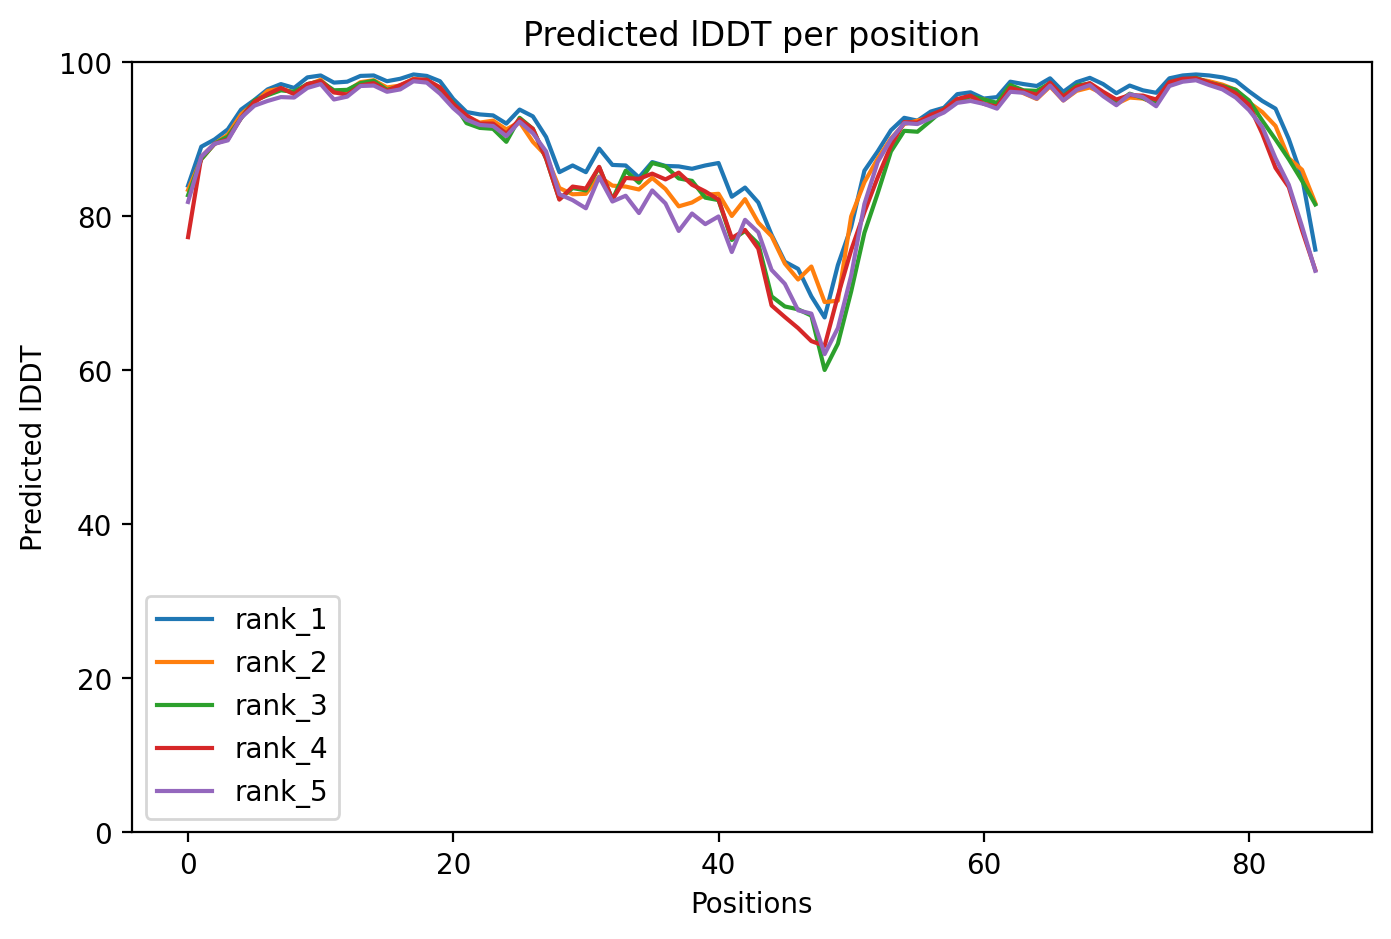 Predicted lDDT per position
100
80
60
40
20
0
Predicted lDDT
rank_1
rank_2
rank_3
rank_4
rank_5
0 20 40 60 80
Positions